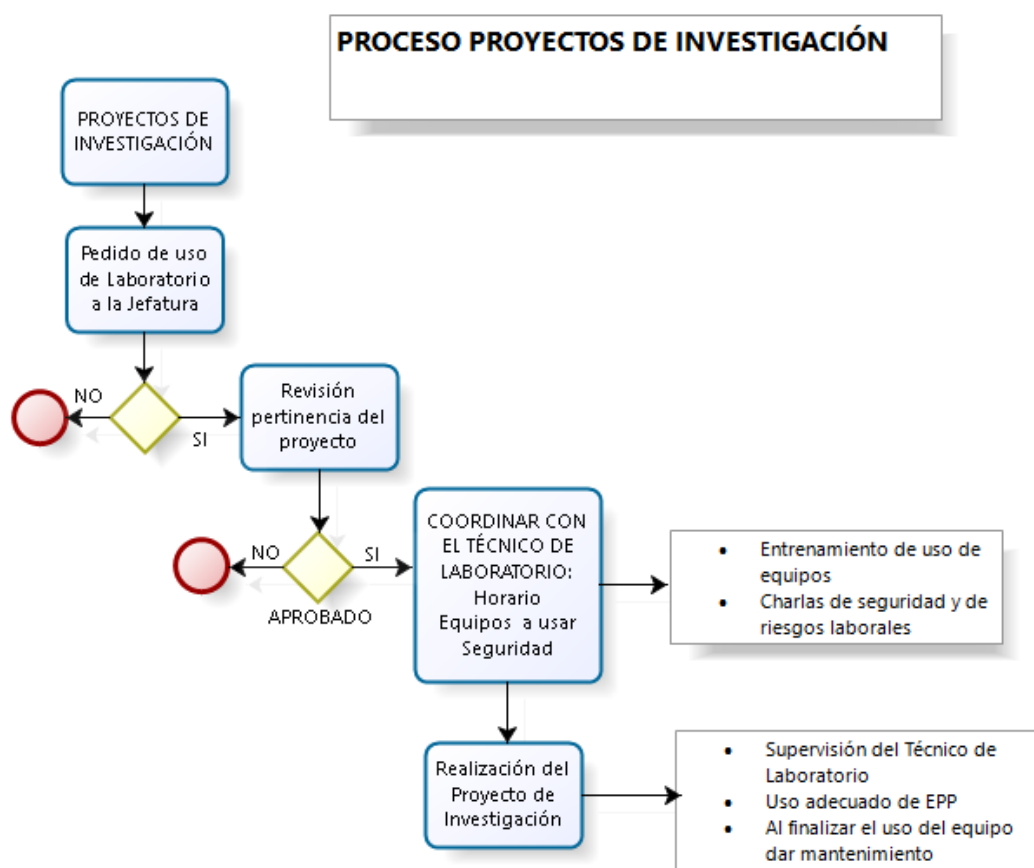 PROCESO PROYECTOS DE INVESTIGACIÓN
PROYECTOS DE
INVESTIGACIÓN
Pedido de uso
de Laboratorio
a la Jefatura
NO
SI
Revisión
pertinencia del
proyecto
NO
SI
APROBADO
COORDINAR CON
EL TÉCNICO DE
LABORATORIO:
Horario
Equipos a usar
Seguridad
• Entrenamiento de uso de
equipos
• Charlas de seguridad y de
riesgos laborales
Realización del
Proyecto de
Investigación
• Supervisión del Técnico de
Laboratorio
• Uso adecuado de EPP
• Al finalizar el uso del equipo
dar mantenimiento